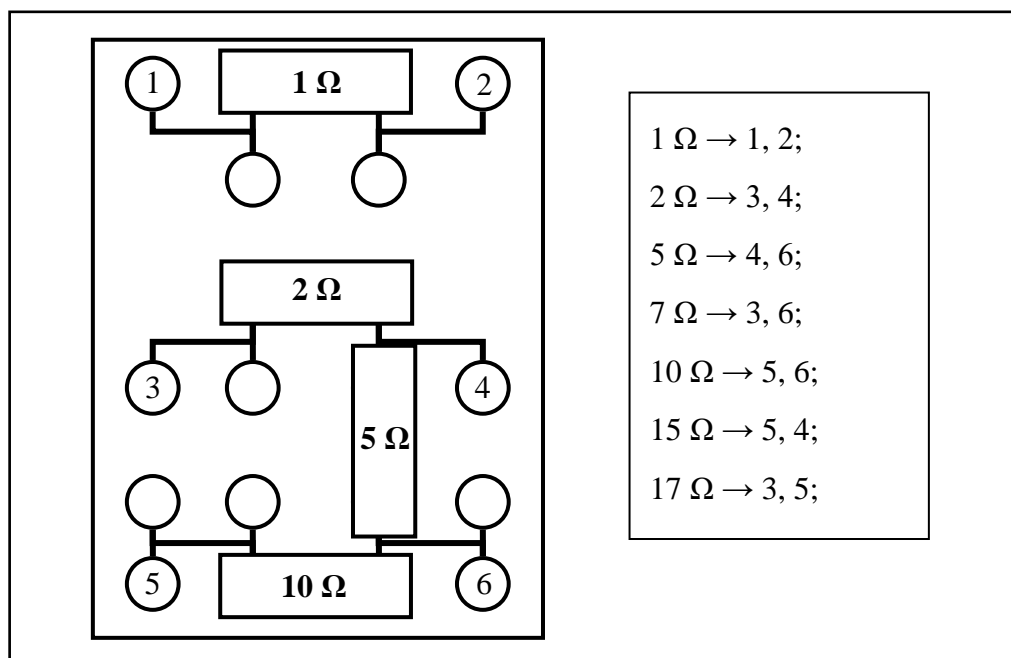 1 1 Ω 2
2 Ω
3 4
5 Ω
5 10 Ω 6
1 Ω → 1, 2;
2 Ω → 3, 4;
5 Ω → 4, 6;
7 Ω → 3, 6;
10 Ω → 5, 6;
15 Ω → 5, 4;
17 Ω → 3, 5;